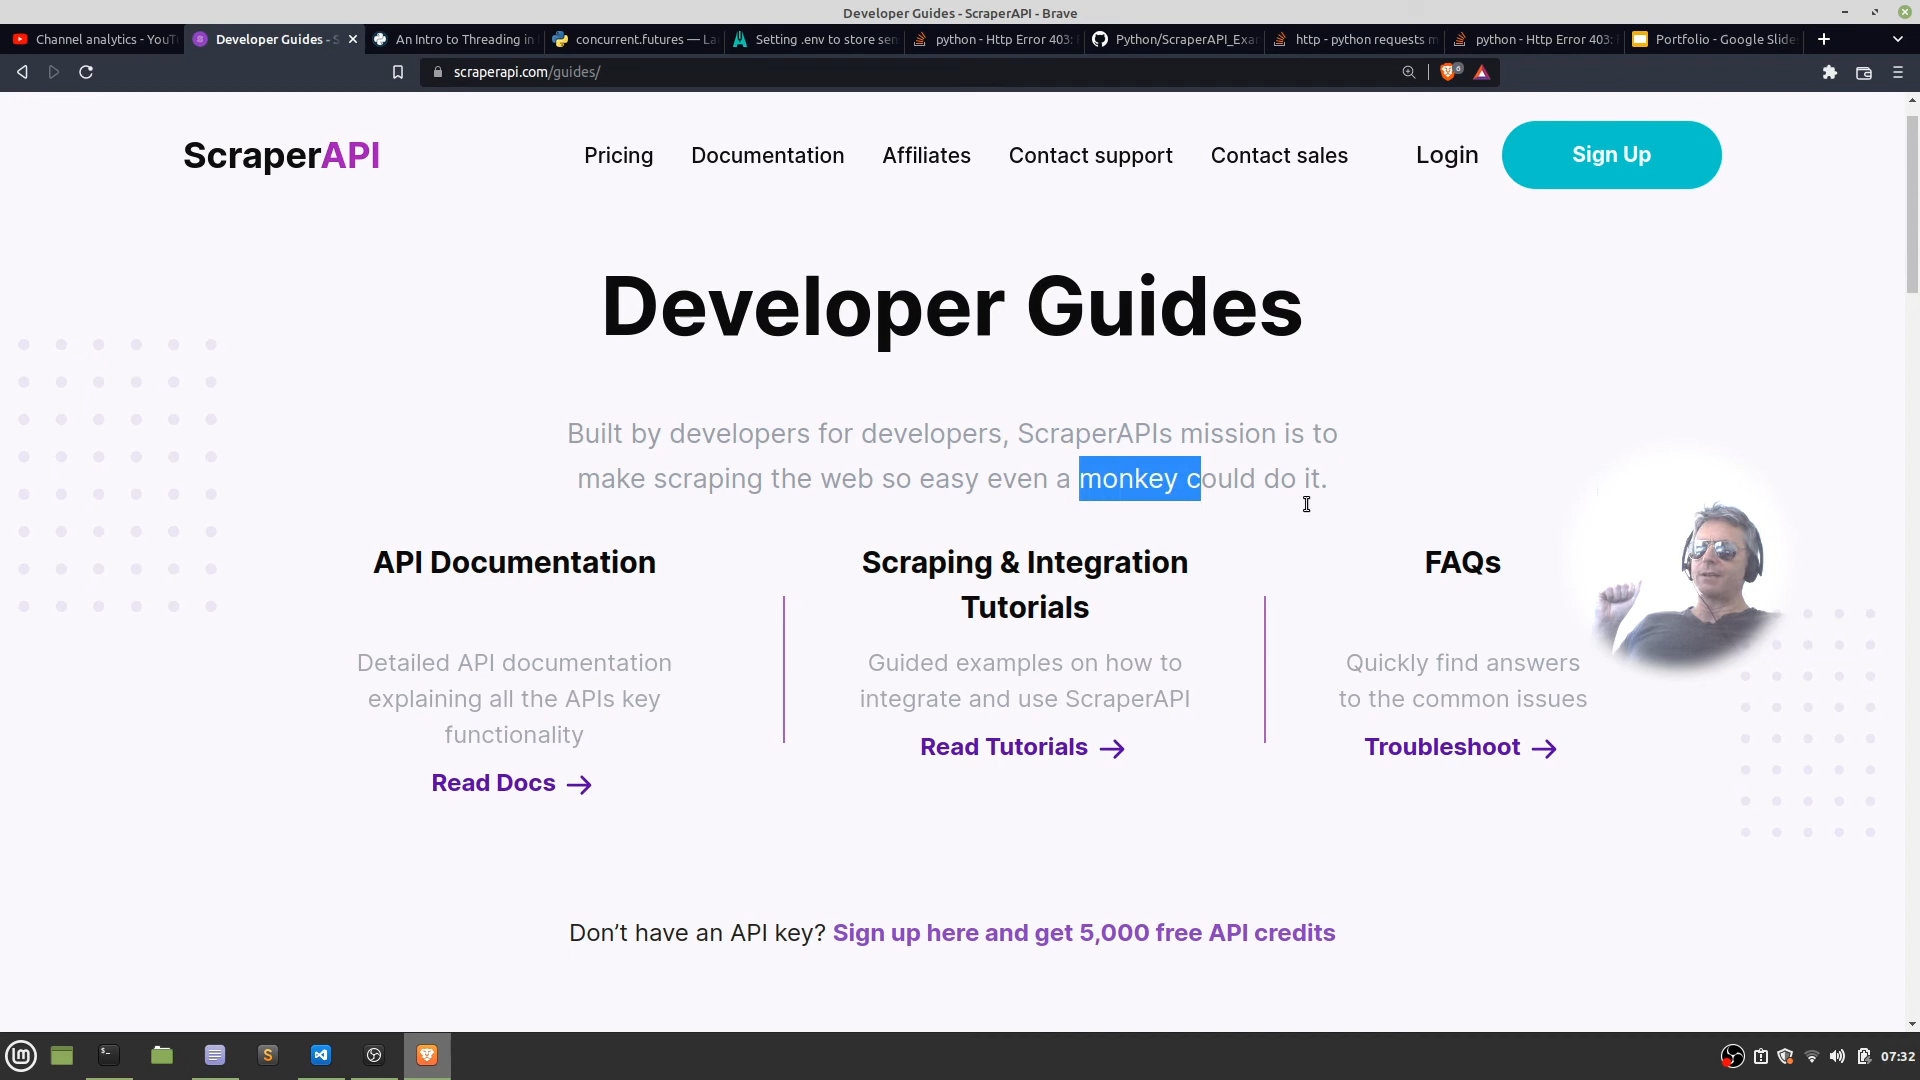 Developer Guides - ScraperAPI - Brave
Channel analytics - YouT
Developer Guides - S
An Intro to Threading in
concurrent.futures — La
Setting .env to store sen
python - Http Error 403:
Python/ScraperAPI_Exa
http - python requests m
python - Http Error 403:
Portfolio - Google Slide
scraperapi.com/guides/
ScraperAPI
Pricing
Documentation
Affiliates
Contact support
Contact sales
Login
Sign Up
Developer Guides
Built by developers for developers, ScraperAPIs mission is to
make scraping the web so easy even a monkey could do it.
API Documentation
Detailed API documentation
explaining all the APIs key
functionality
Read Docs →
Scraping & Integration
Tutorials
Guided examples on how to
integrate and use ScraperAPI
Read Tutorials →
FAQs
Quickly find answers
to the common issues
Troubleshoot →
Don’t have an API key? Sign up here and get 5,000 free API credits
07:32